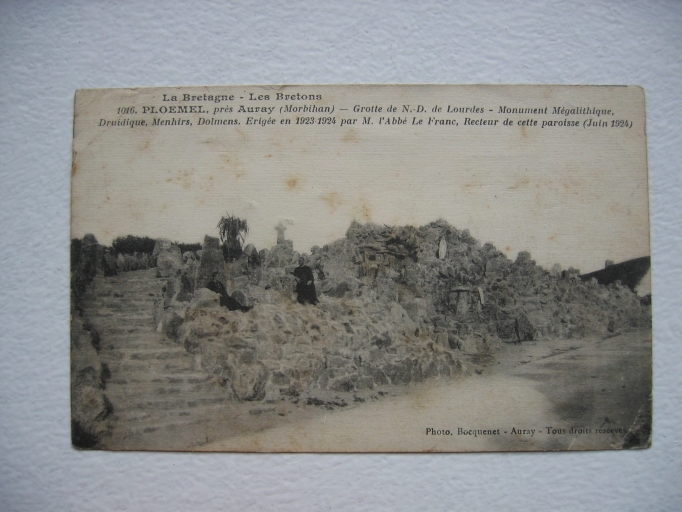 La Bretagne - Les Bretons
1016. PLOEMEL, près Auray (Morbihan) — Grotte de N.-D. de Lourdes - Monument Mégalithique,
Druidique, Menhirs, Dolmens. Erigée en 1923-1924 par M. l'Abbé Le Franc, Recteur de cette paroisse (Juin 1924)
Photo. Bocquenet - Auray - Tous droits réservés